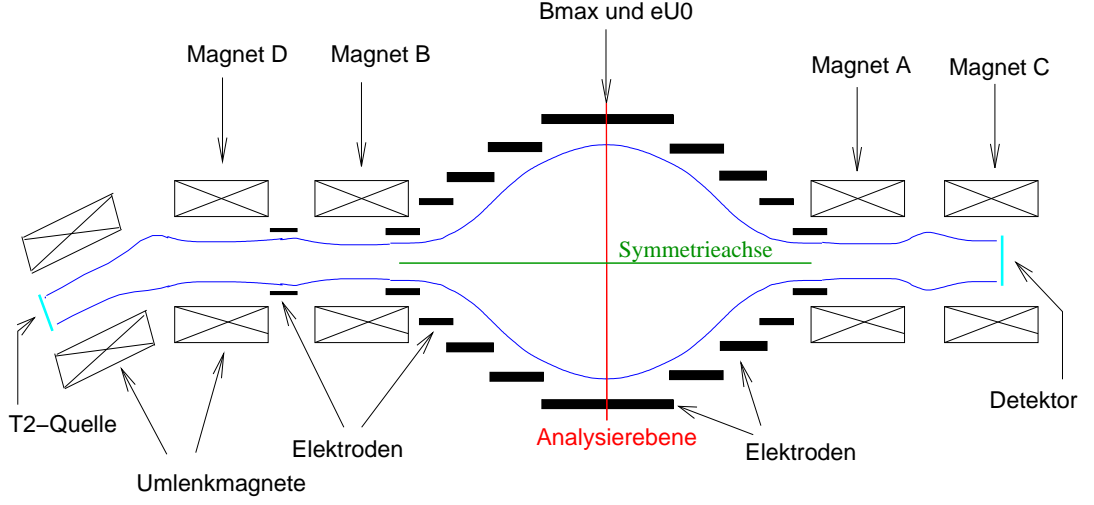 Bmax und eU0
Magnet D
Magnet B
Magnet A
Magnet C
Symmetrieachse
T2−Quelle
Detektor
Analysierebene
Elektroden
Elektroden
Umlenkmagnete